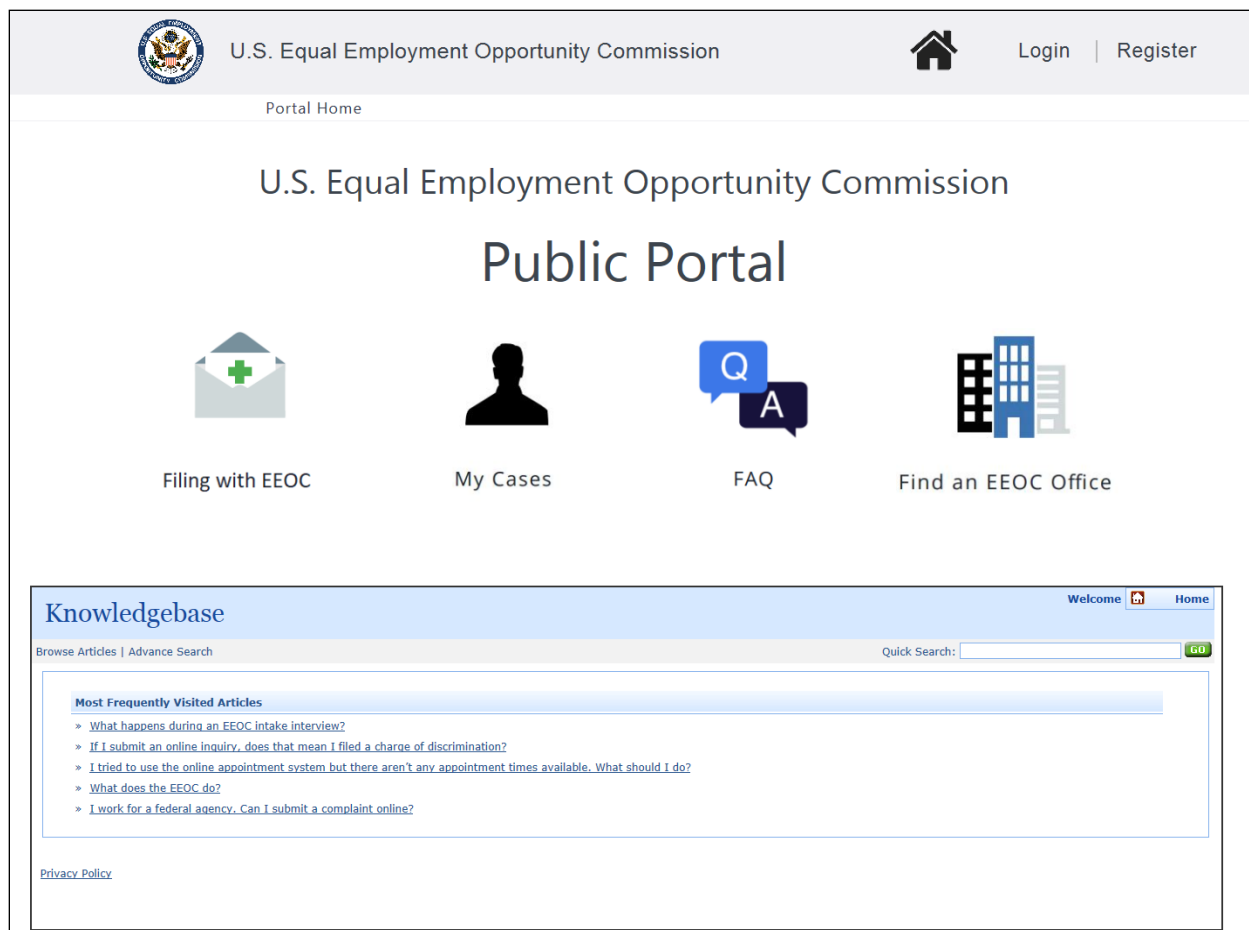 U.S. Equal Employment Opportunity Commission
Login | Register
Portal Home
U.S. Equal Employment Opportunity Commission
Public Portal
Q
A
Filing with EEOC
My Cases
FAQ
Find an EEOC Office
Knowledgebase
Welcome
Home
Browse Articles | Advance Search
Quick Search:
GO
Most Frequently Visited Articles
» What happens during an EEOC intake interview?
» If I submit an online inquiry, does that mean I filed a charge of discrimination?
» I tried to use the online appointment system but there aren't any appointment times available. What should I do?
» What does the EEOC do?
» I work for a federal agency. Can I submit a complaint online?
Privacy Policy